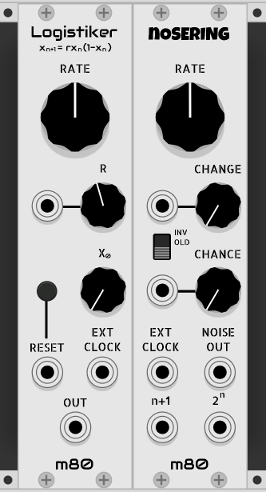 Logistiker
xₙ₊₁ = rxₙ(1-xₙ)
RATE
R
X₀
RESET
EXT
CLOCK
OUT
m80
NOSERING
RATE
CHANGE
INV
OLD
CHANCE
EXT
CLOCK
NOISE
OUT
n+1
2ⁿ
m80